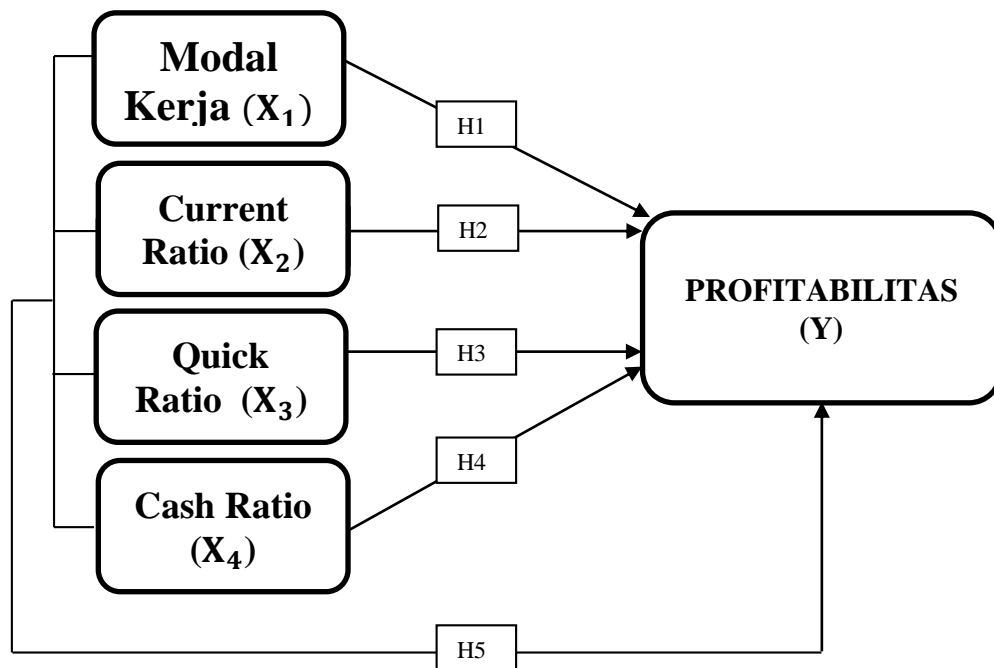 Modal
Kerja (X₁)
H1
Current
Ratio (X₂)
H2
PROFITABILITAS
(Y)
Quick
Ratio (X₃)
H3
Cash Ratio
(X₄)
H4
H5